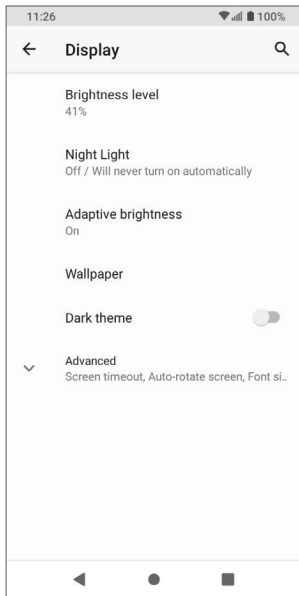 11:26 100%
Display
Brightness level
41%
Night Light
Off / Will never turn on automatically
Adaptive brightness
On
Wallpaper
Dark theme
Advanced
Screen timeout, Auto-rotate screen, Font si..